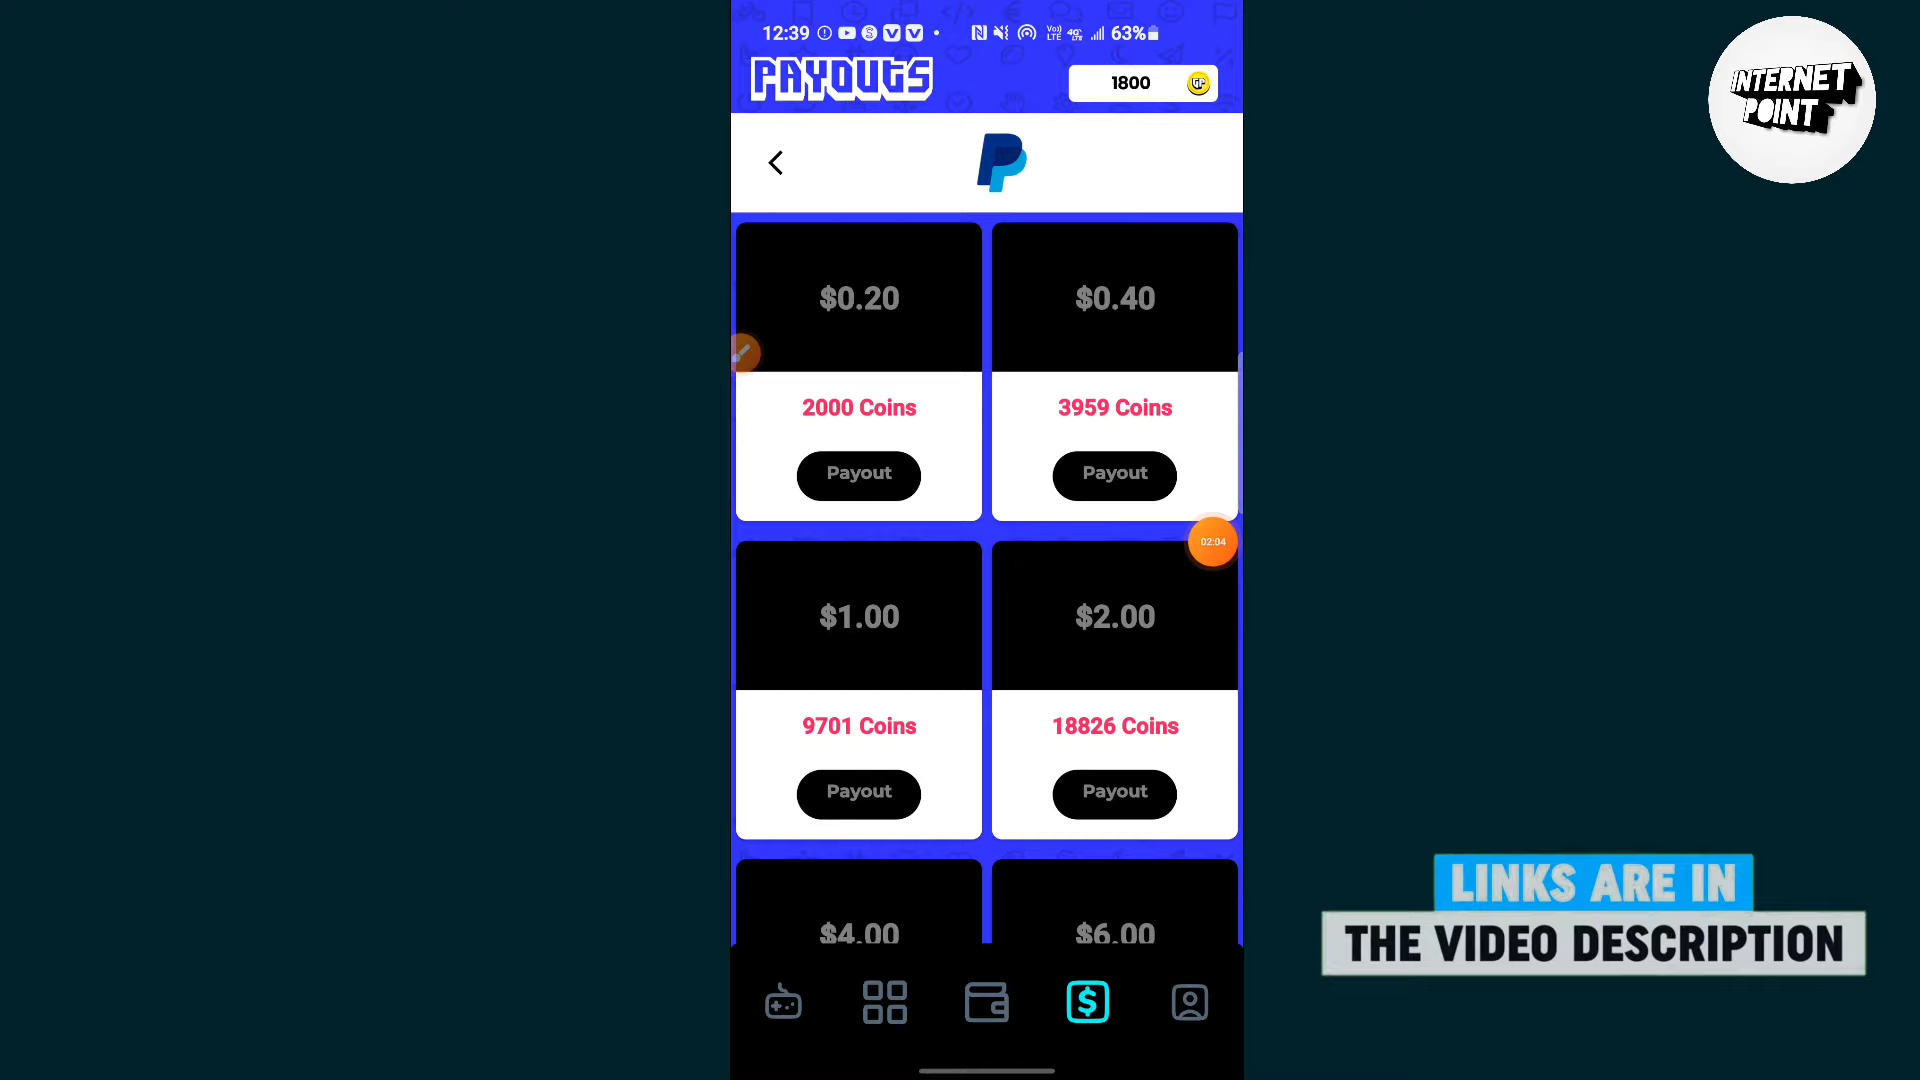 12:39
63%
PAYOUTS
1800
INTERNET
POINT
$0.20
$0.40
2000 Coins
3959 Coins
Payout
Payout
02:04
$1.00
$2.00
9701 Coins
18826 Coins
Payout
Payout
$4.00
$6.00
LINKS ARE IN
THE VIDEO DESCRIPTION